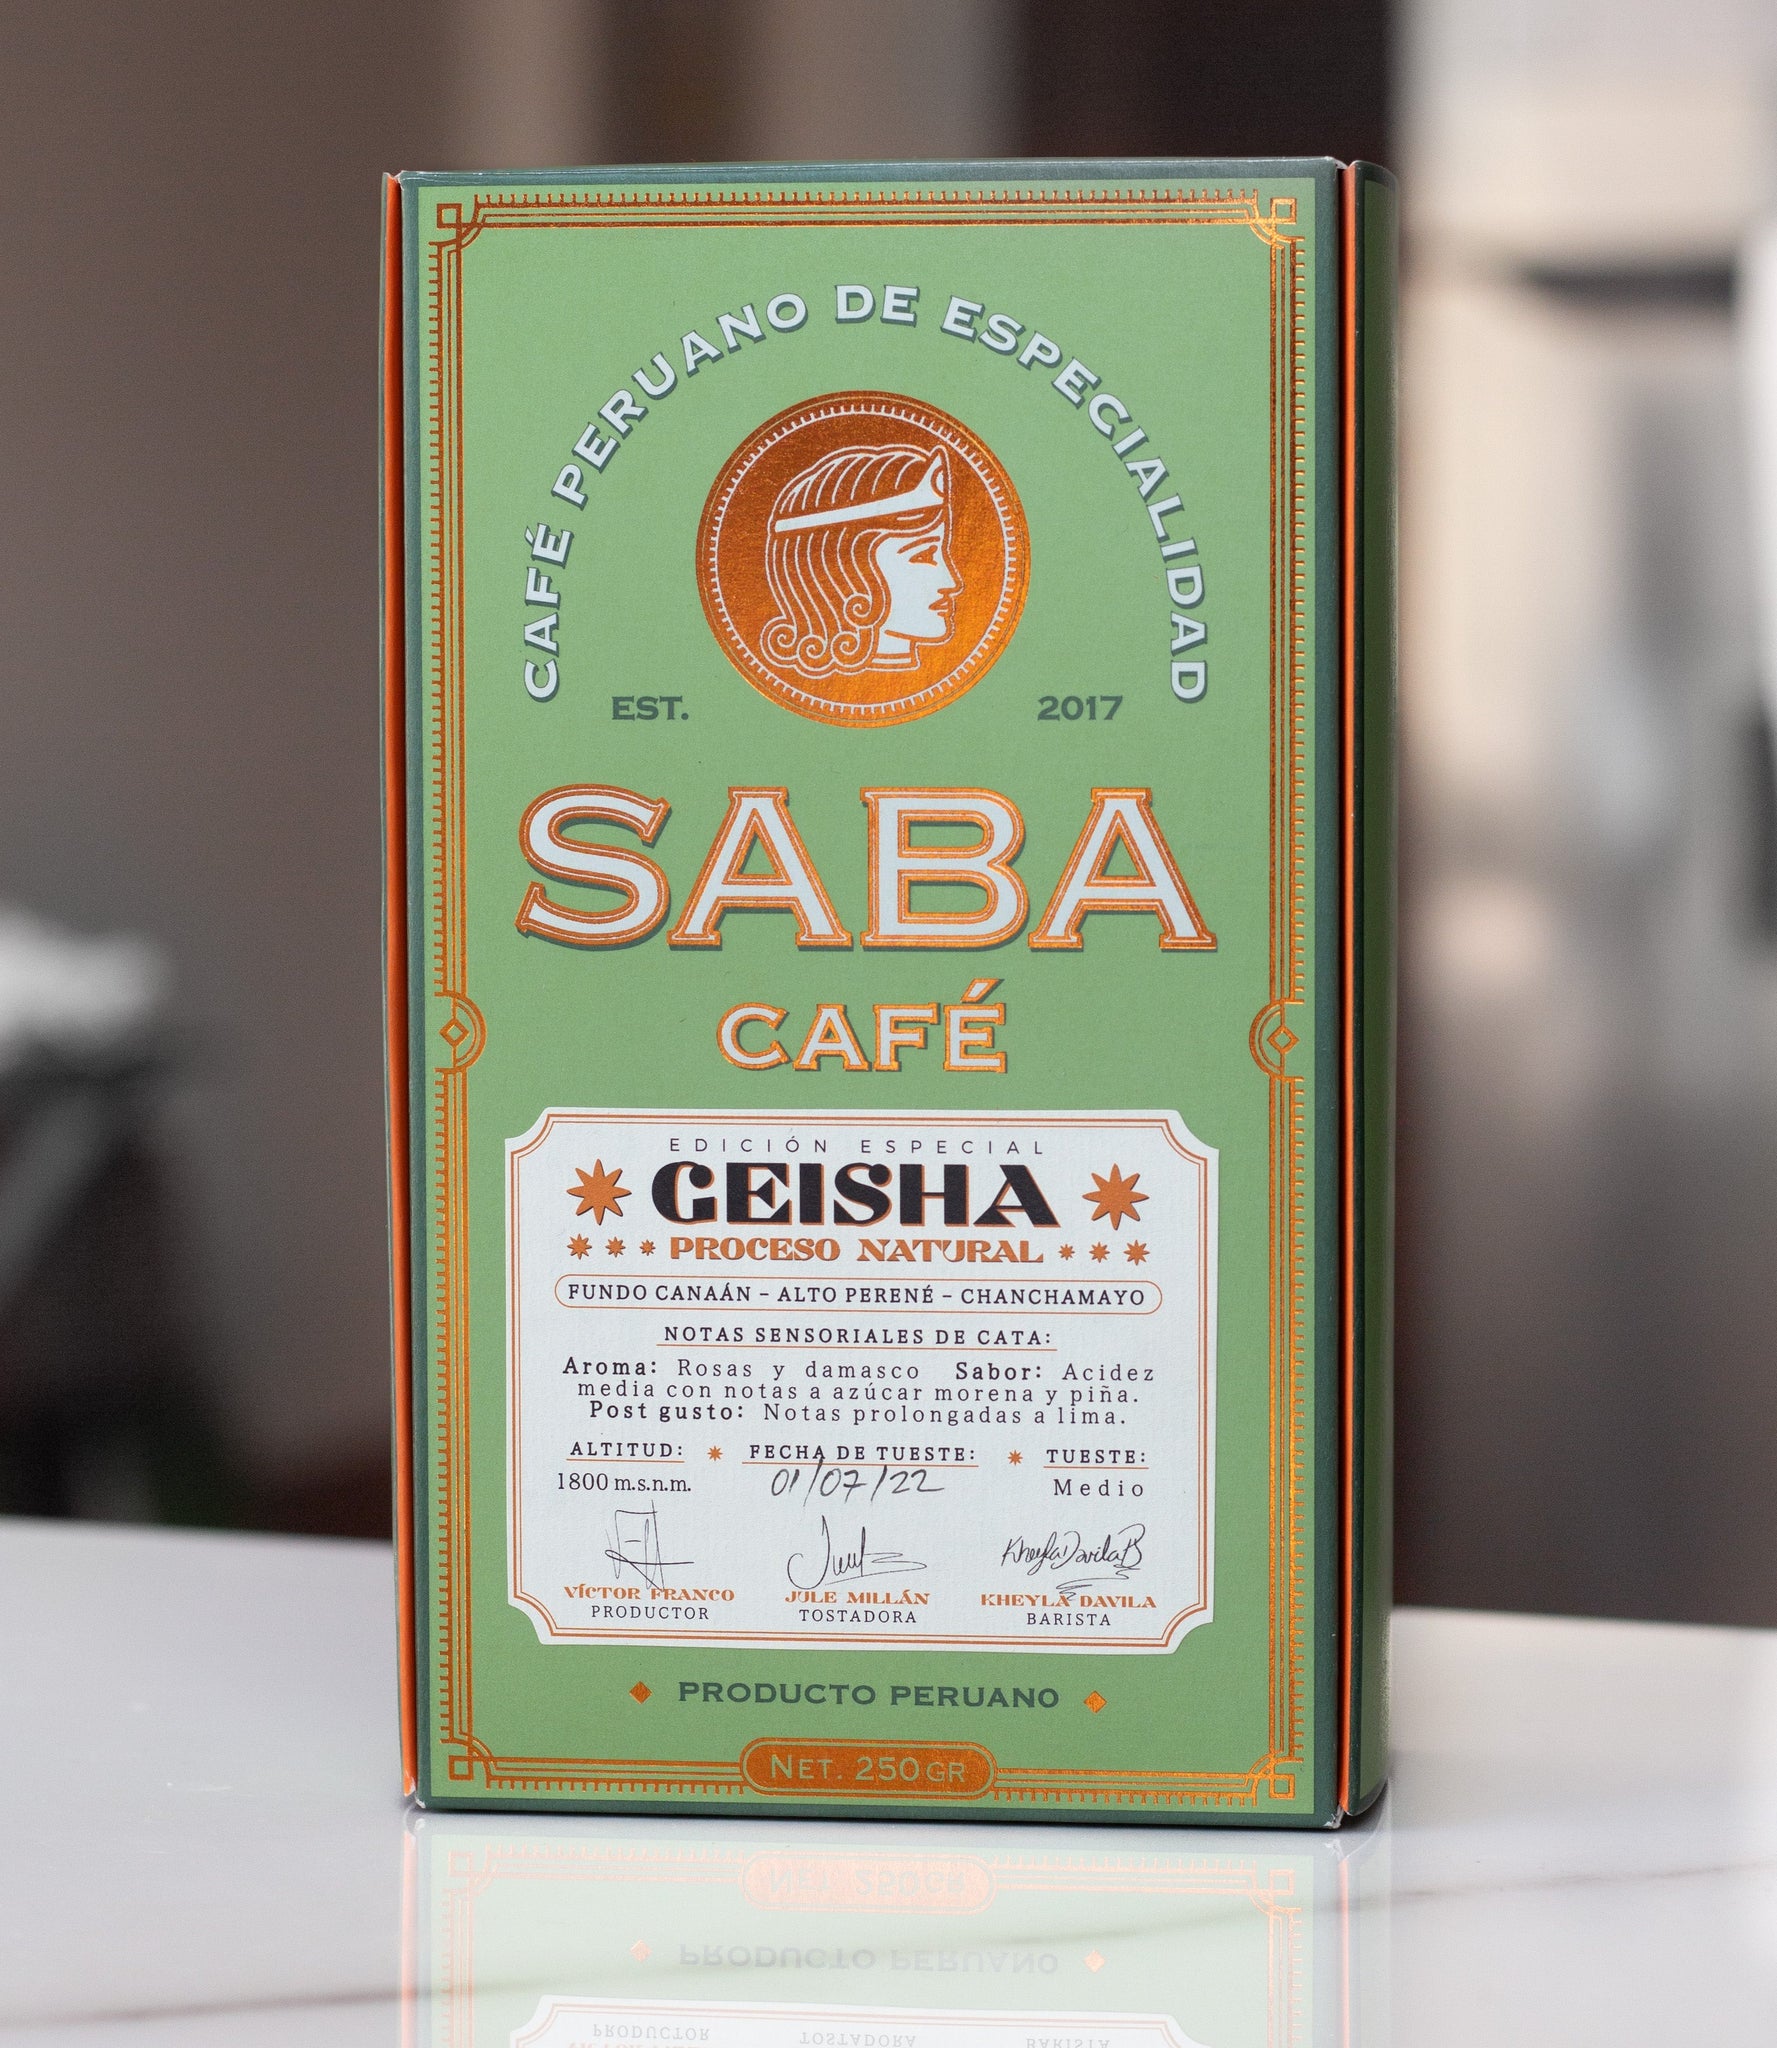 CAFÉ PERUANO DE ESPECIALIDAD
EST. 2017
SABA
CAFÉ
EDICIÓN ESPECIAL
GEISHA
PROCESO NATURAL
FUNDO CANAÁN - ALTO PERENÉ - CHANCHAMAYO
NOTAS SENSORIALES DE CATA:
Aroma: Rosas y damasco Sabor: Acidez
media con notas a azúcar morena y piña.
Post gusto: Notas prolongadas a lima.
ALTITUD: FECHA DE TUESTE: TUESTE:
1800 m.s.n.m. 01/07/22 Medio
Kheyla Davila B
VÍCTOR FRANCO JULE MILLÁN KHEYLA DAVILA
PRODUCTOR TOSTADORA BARISTA
PRODUCTO PERUANO
NET. 250 GR